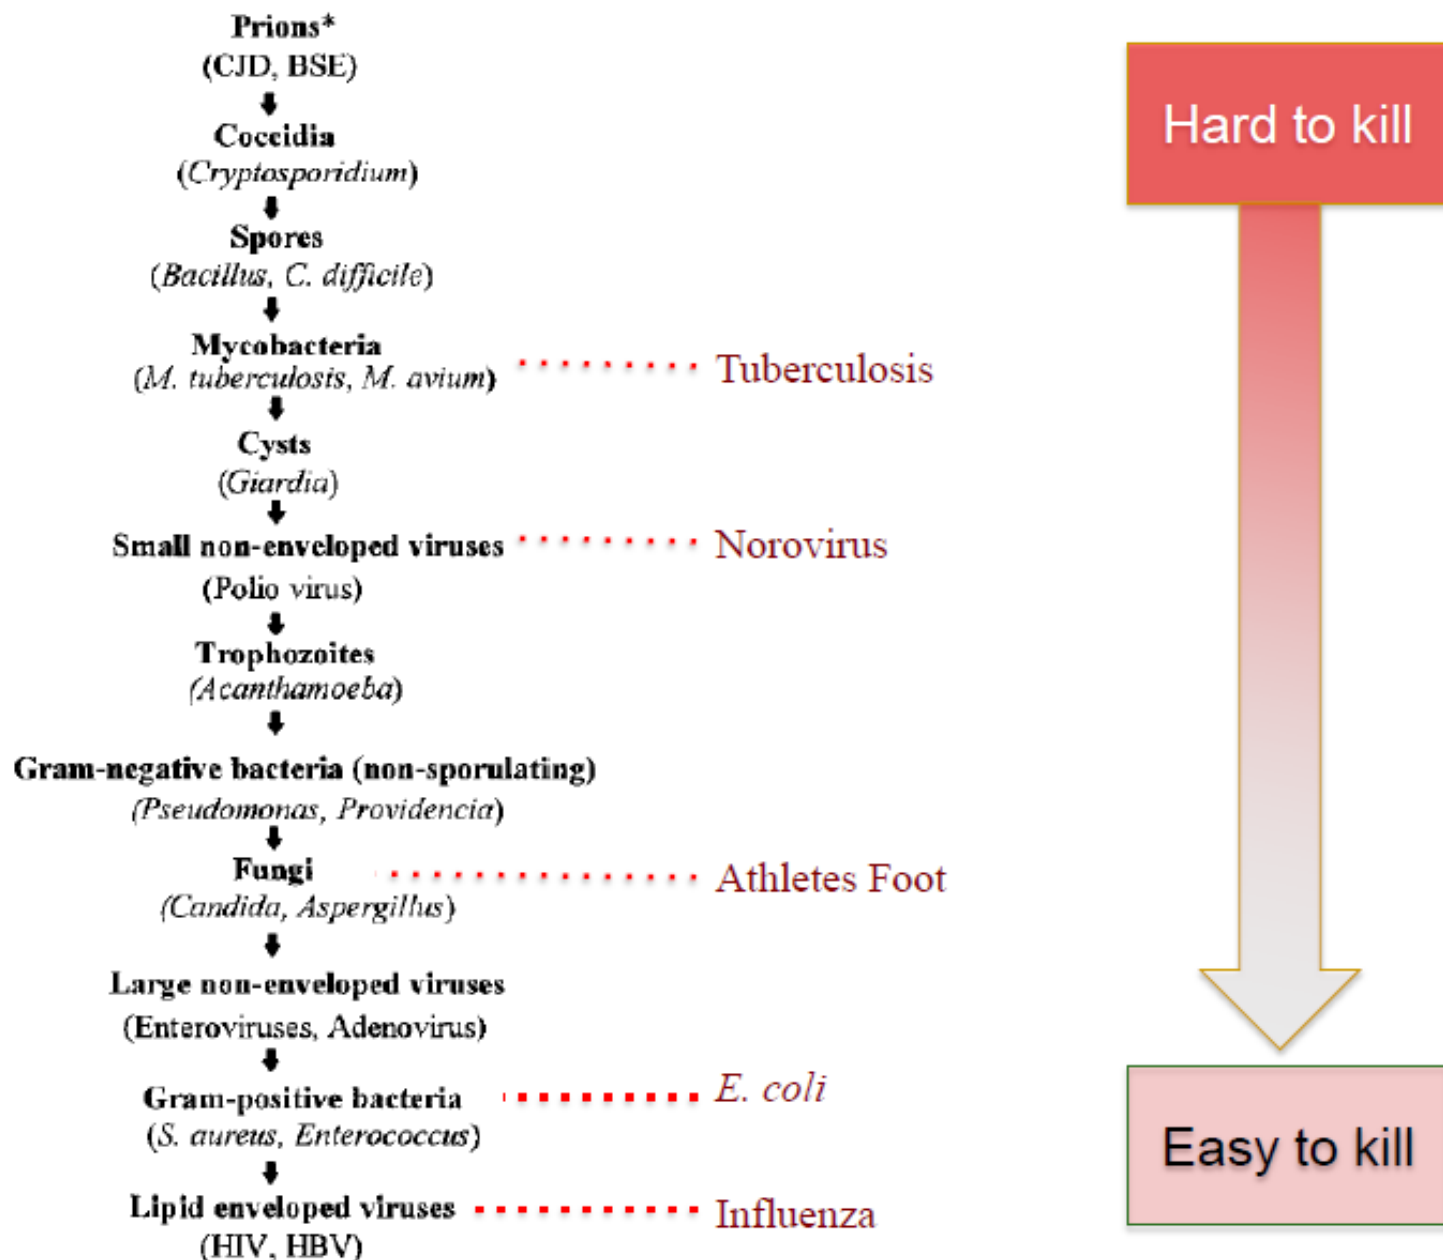 Prions*
(CJD, BSE)
Hard to kill
Coccidia
(Cryptosporidium)
Spores
(Bacillus, C. difficile)
Mycobacteria
(M. tuberculosis, M. avium)
Tuberculosis
Cysts
(Giardia)
Small non-enveloped viruses
Norovirus
(Polio virus)
Trophozoites
(Acanthamoeba)
Gram-negative bacteria (non-sporulating)
(Pseudomonas, Providencia)
Fungi
Athletes Foot
(Candida, Aspergillus)
Large non-enveloped viruses
(Enteroviruses, Adenovirus)
Gram-positive bacteria
E. coli
(S. aureus, Enterococcus)
Easy to kill
Lipid enveloped viruses
Influenza
(HIV, HBV)